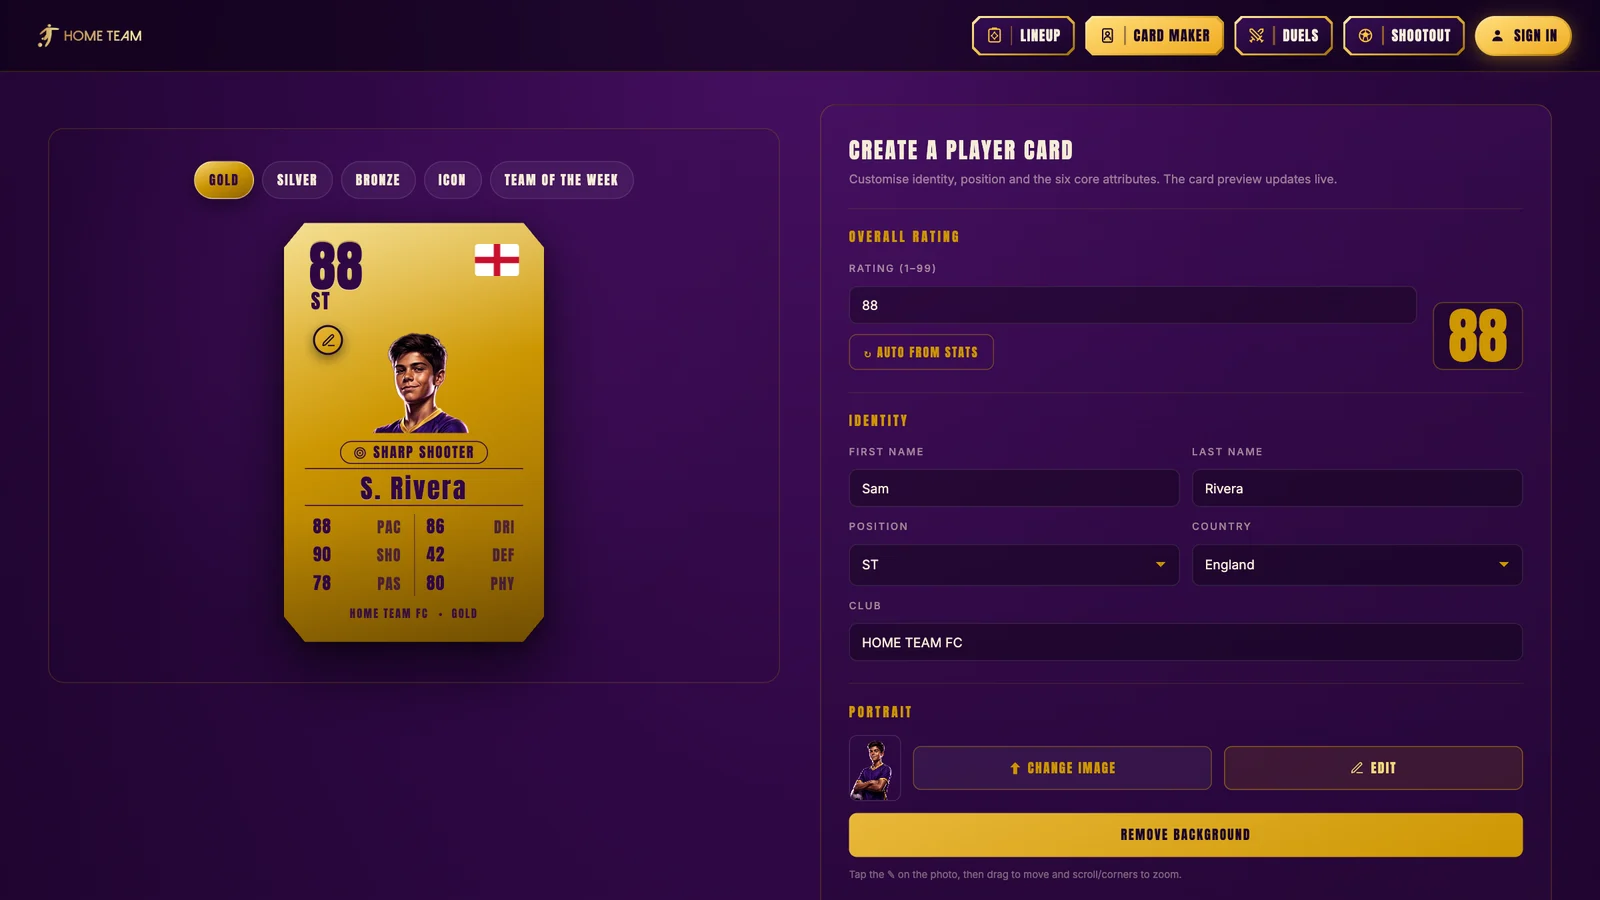 HOME TEAM
LINEUP
CARD MAKER
DUELS
SHOOTOUT
SIGN IN
GOLD
SILVER
BRONZE
ICON
TEAM OF THE WEEK
88
ST
SHARP SHOOTER
S. Rivera
88 PAC 86 DRI
90 SHO 42 DEF
78 PAS 80 PHY
HOME TEAM FC • GOLD
CREATE A PLAYER CARD
Customise identity, position and the six core attributes. The card preview updates live.
OVERALL RATING
RATING (1–99)
88
↻ AUTO FROM STATS
88
IDENTITY
FIRST NAME
LAST NAME
Sam
Rivera
POSITION
COUNTRY
ST
England
CLUB
HOME TEAM FC
PORTRAIT
CHANGE IMAGE
EDIT
REMOVE BACKGROUND
Tap the ✎ on the photo, then drag to move and scroll/corners to zoom.